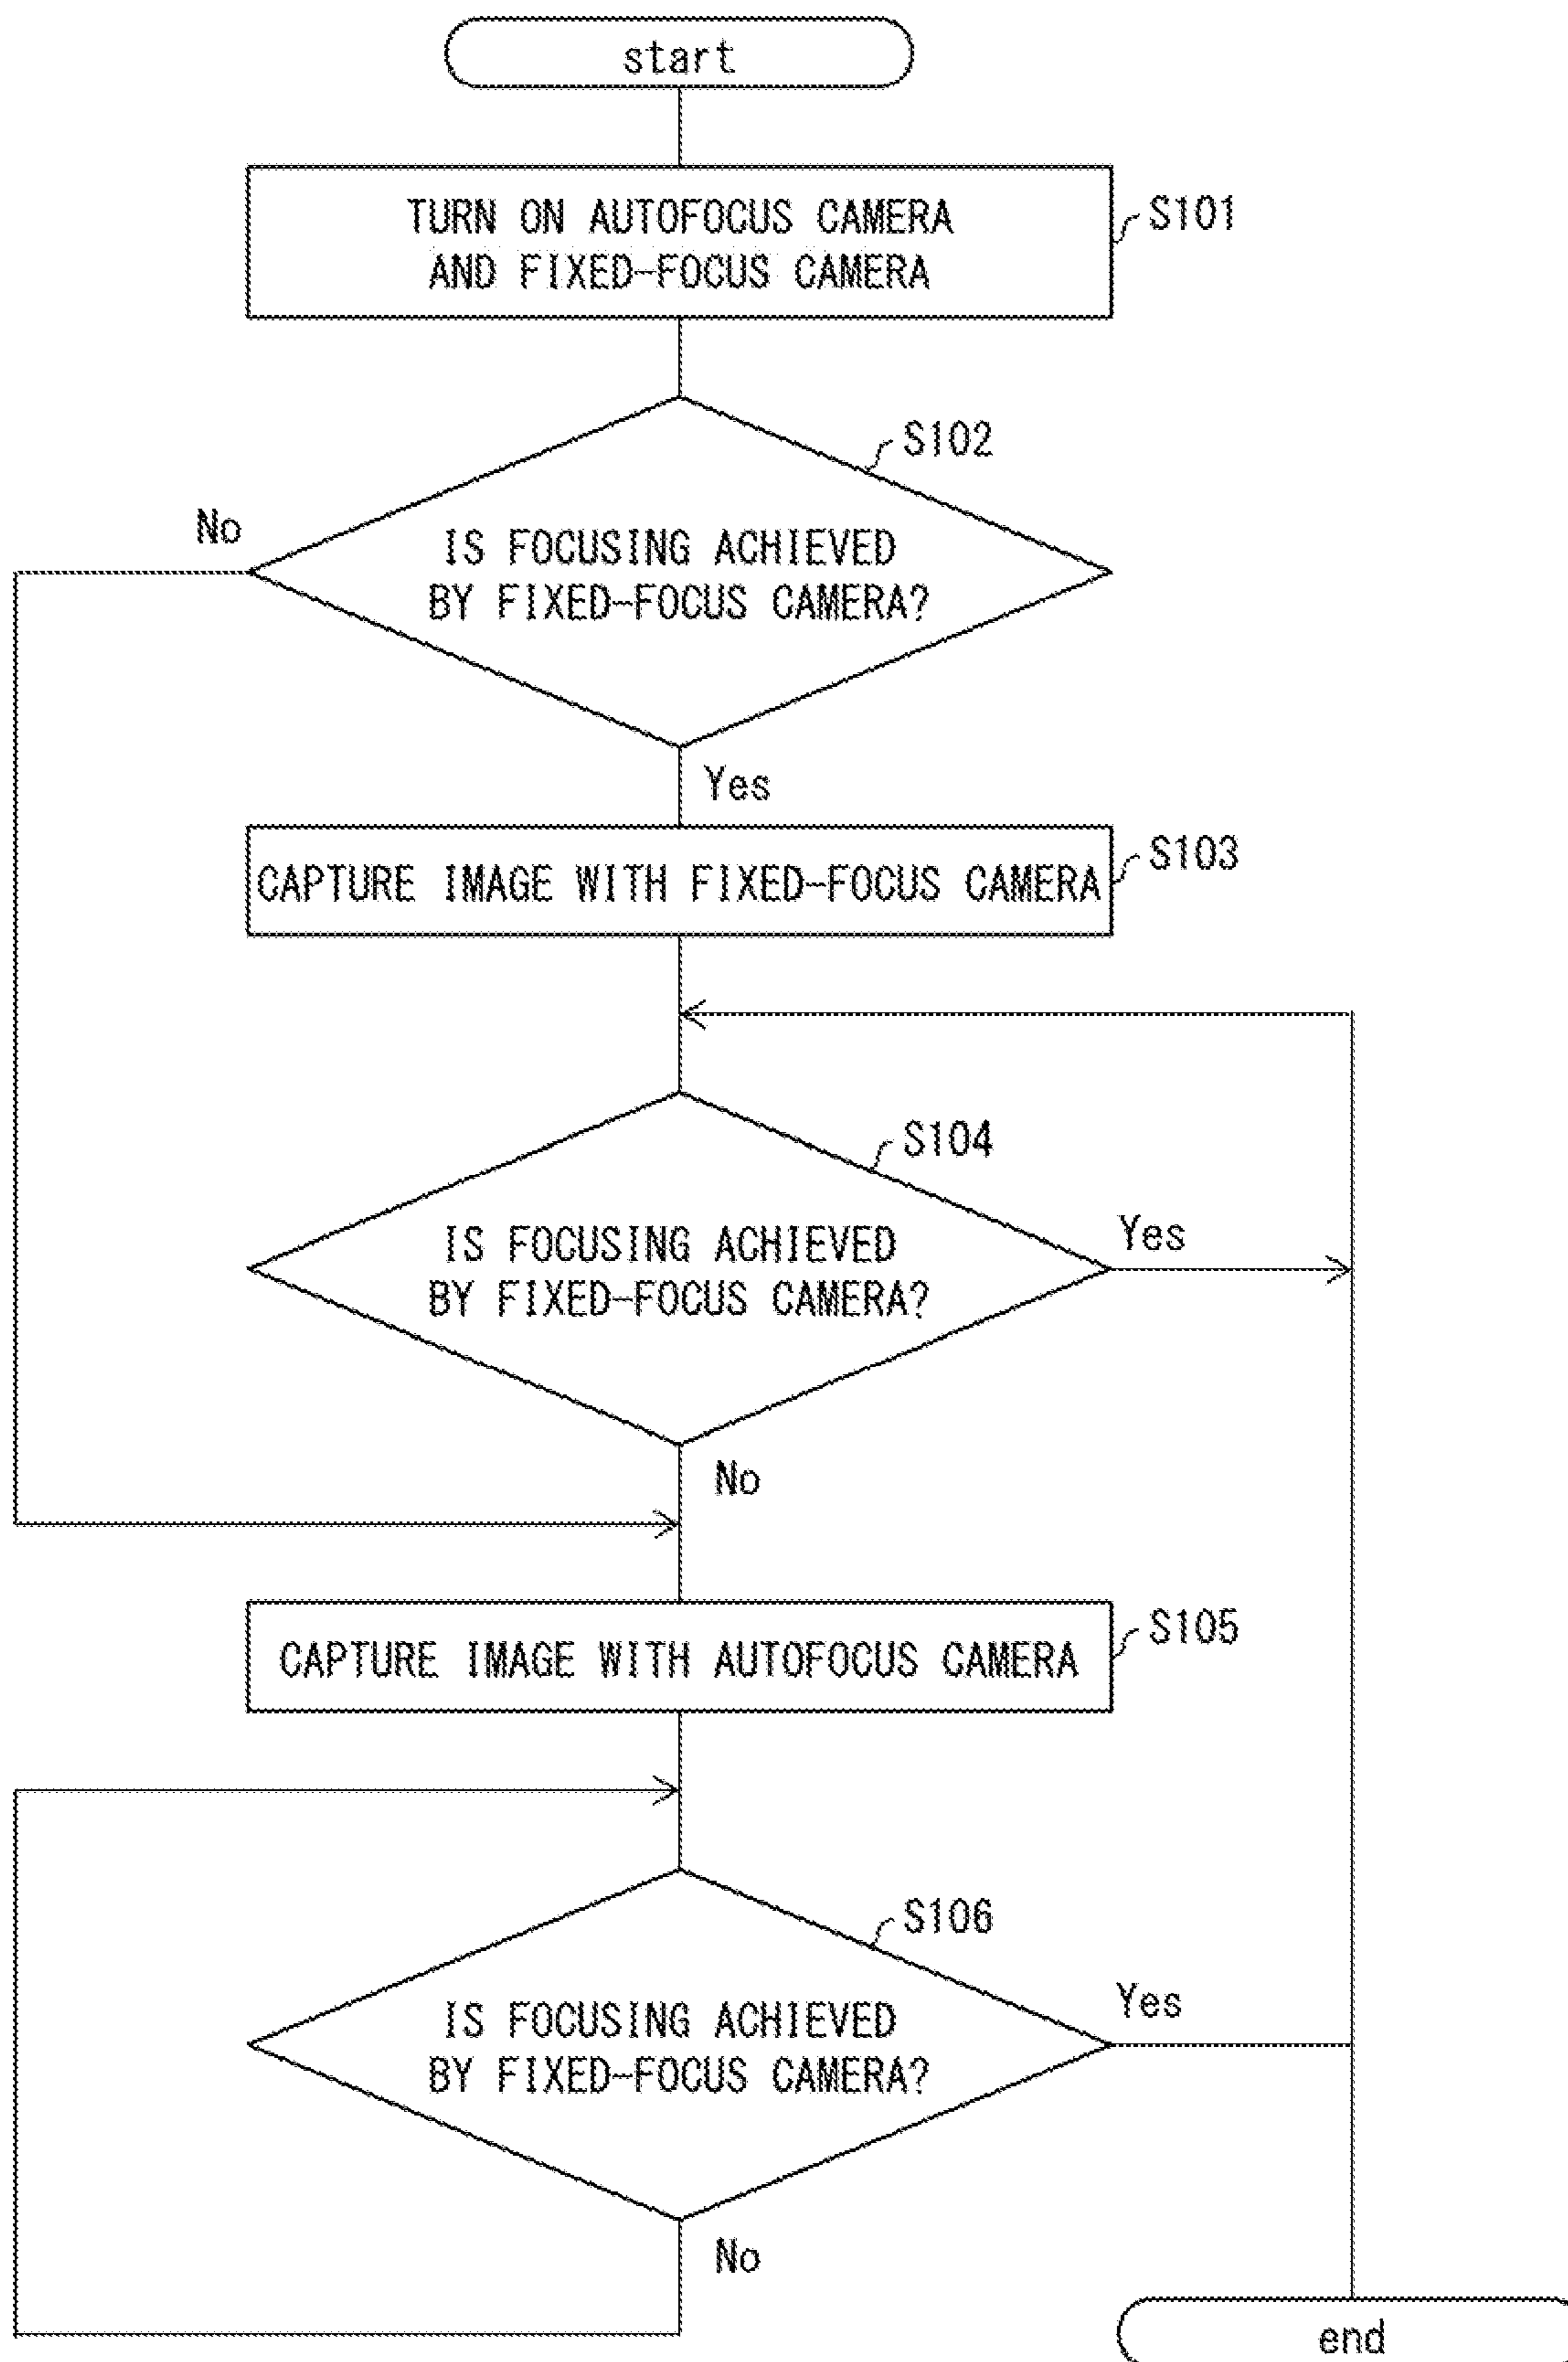 start
TURN ON AUTOFOCUS CAMERA
AND FIXED-FOCUS CAMERA
S101
S102
No
IS FOCUSING ACHIEVED
BY FIXED-FOCUS CAMERA?
Yes
CAPTURE IMAGE WITH FIXED-FOCUS CAMERA
S103
S104
IS FOCUSING ACHIEVED
BY FIXED-FOCUS CAMERA?
Yes
No
CAPTURE IMAGE WITH AUTOFOCUS CAMERA
S105
S106
IS FOCUSING ACHIEVED
BY FIXED-FOCUS CAMERA?
Yes
No
end